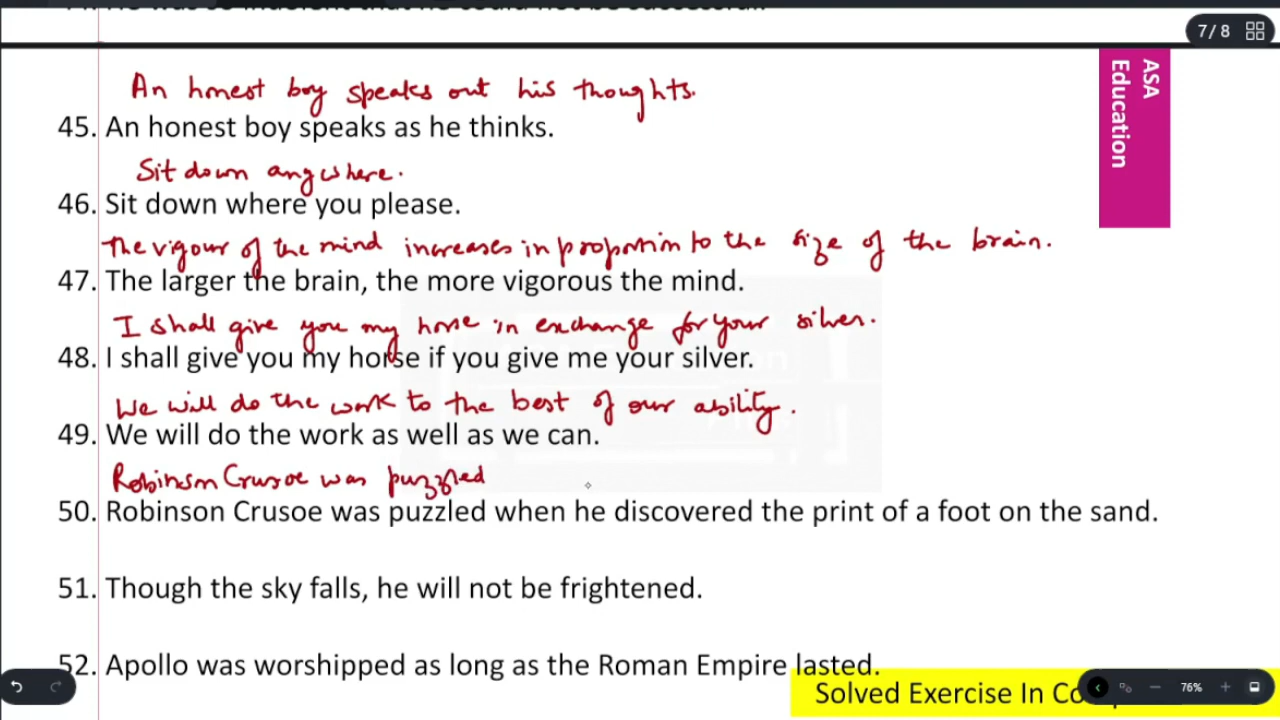 7 / 8
ASA
Education
An honest boy speaks out his thoughts.
45. An honest boy speaks as he thinks.
Sit down anywhere.
46. Sit down where you please.
The vigour of the mind increases in proportion to the size of the brain.
47. The larger the brain, the more vigorous the mind.
I shall give you my horse in exchange for your silver.
48. I shall give you my horse if you give me your silver.
We will do the work to the best of our ability.
49. We will do the work as well as we can.
Robinson Crusoe was puzzled
50. Robinson Crusoe was puzzled when he discovered the print of a foot on the sand.
51. Though the sky falls, he will not be frightened.
52. Apollo was worshipped as long as the Roman Empire lasted.
Solved Exercise In
76%